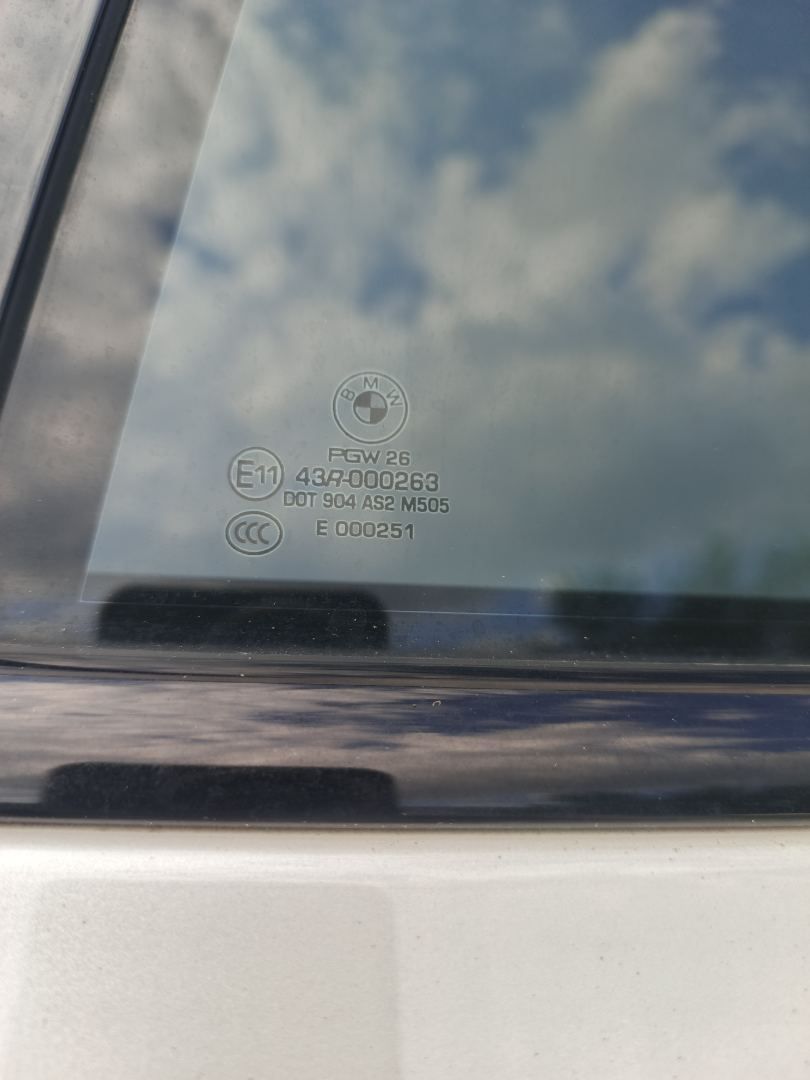 BMW
PGW 26
E11 43R-000263
DOT 904 AS2 M505
CCC E 000251